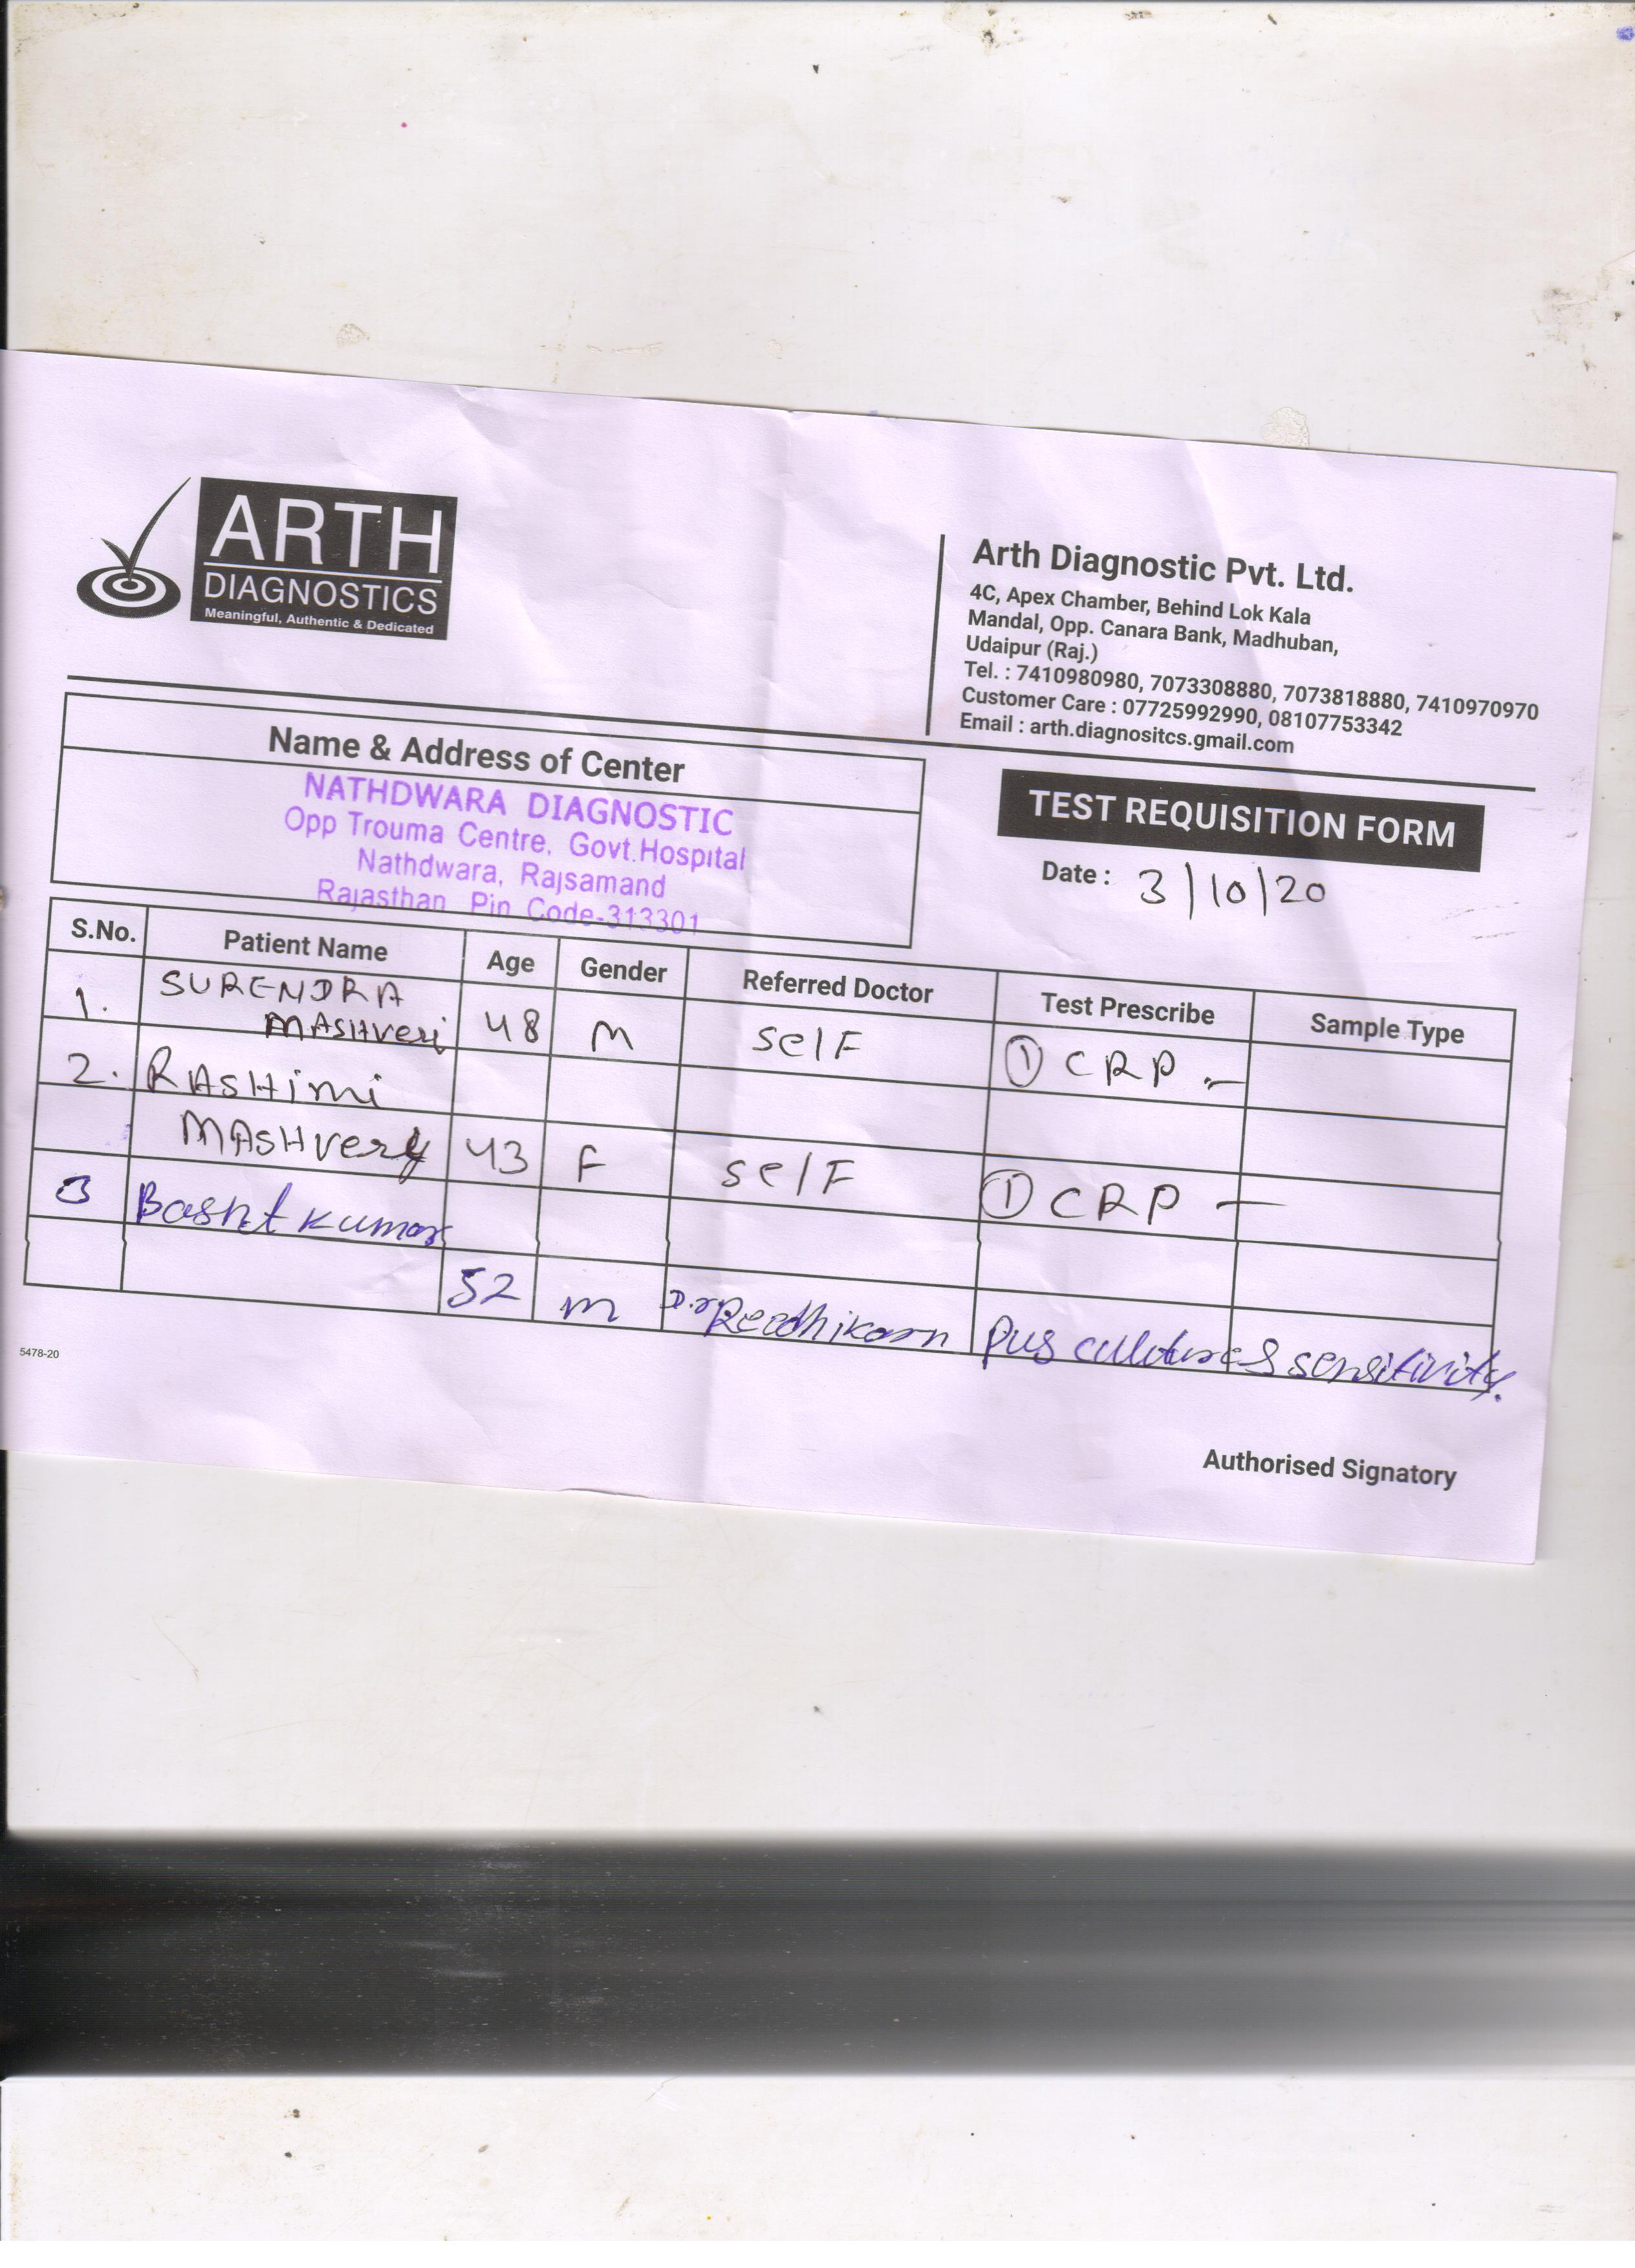 ARTH
DIAGNOSTICS
Meaningful, Authentic & Dedicated
Arth Diagnostic Pvt. Ltd.
4C, Apex Chamber, Behind Lok Kala
Mandal, Opp. Canara Bank, Madhuban,
Udaipur (Raj.)
Tel. : 7410980980, 7073308880, 7073818880, 7410970970
Customer Care : 07725992990, 08107753342
Email : arth.diagnositcs.gmail.com
Name & Address of Center
NATHDWARA DIAGNOSTIC
Opp Trouma Centre, Govt.Hospital
Nathdwara, Rajsamand
Rajasthan Pin Code-313301
TEST REQUISITION FORM
Date : 3/10/20
S.No. Patient Name Age Gender Referred Doctor Test Prescribe Sample Type
1. SURENDRA
MASHVeri 48 M SelF ① CRP -
2. RASHimi
MASHvery 43 F SelF ① CRP -
3 Kumar
52 m D.r pus culture & sensitivity.
5478-20
Authorised Signatory